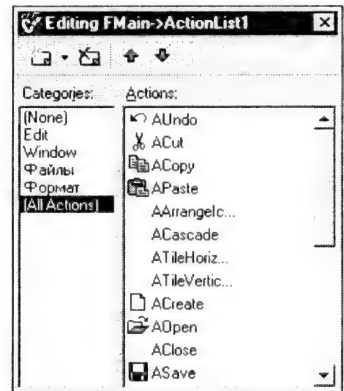 Editing FMain->ActionList1
Categories:
Actions:
(None)
Edit
Window
Файлы
Формат
(All Actions)
AUndo
ACut
ACopy
APaste
AArrangeIc...
ACascade
ATileHoriz...
ATileVertic...
ACreate
AOpen
AClose
ASave